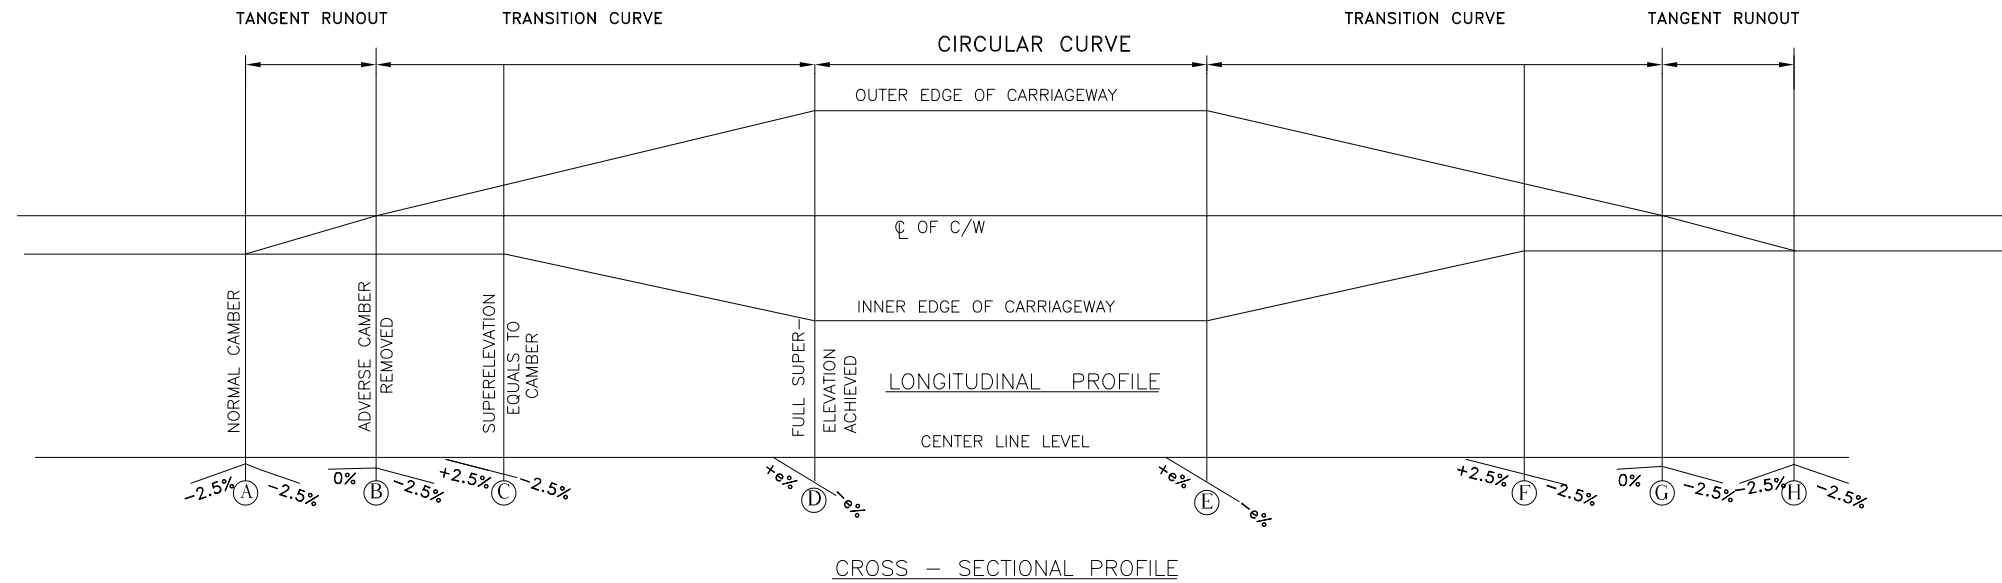 TANGENT RUNOUT
TRANSITION CURVE
TRANSITION CURVE
TANGENT RUNOUT
CIRCULAR CURVE
OUTER EDGE OF CARRIAGEWAY
℄ OF C/W
INNER EDGE OF CARRIAGEWAY
NORMAL CAMBER
ADVERSE CAMBER
REMOVED
SUPERELEVATION
EQUALS TO
CAMBER
FULL SUPER-
ELEVATION
ACHIEVED
LONGITUDINAL PROFILE
CENTER LINE LEVEL
-2.5% A -2.5%
0% B -2.5%
+2.5% C -2.5%
+e% D -e%
+e% E -e%
+2.5% F -2.5%
0% G -2.5%
-2.5% H -2.5%
CROSS - SECTIONAL PROFILE